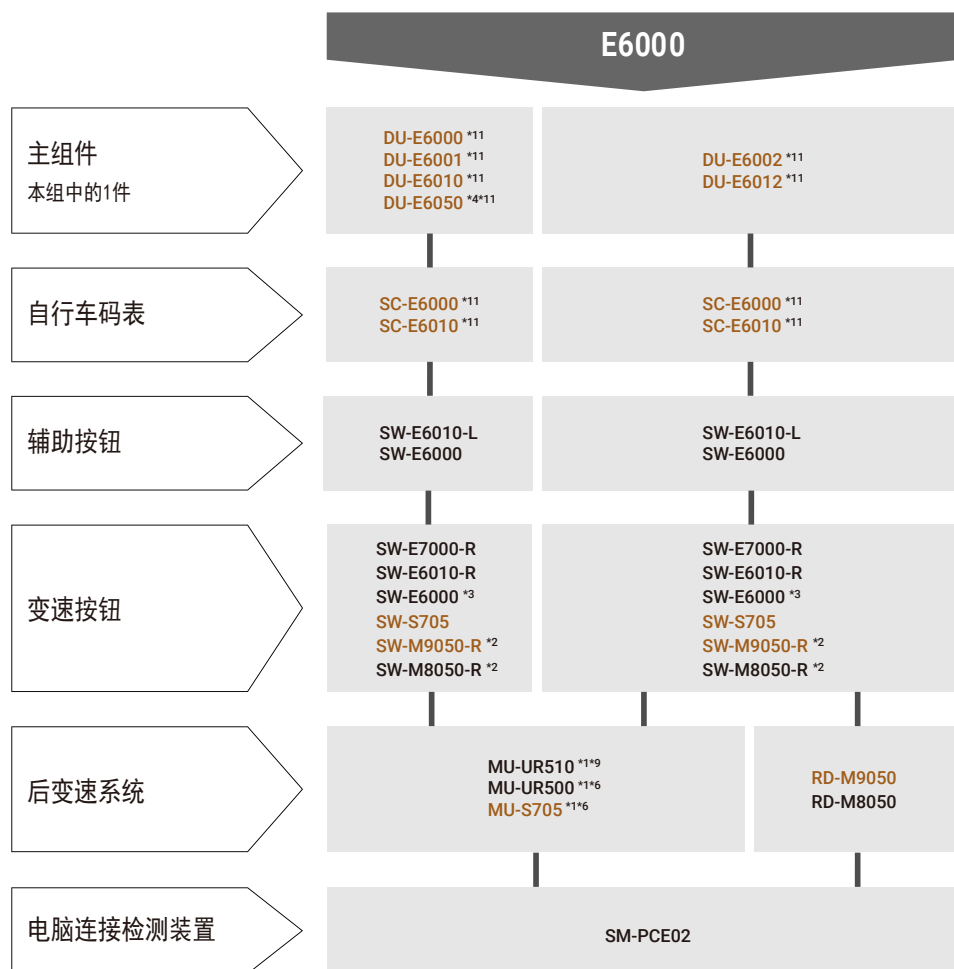 E6000
主组件
本组中的1件
DU-E6000 *11
DU-E6001 *11
DU-E6010 *11
DU-E6050 *4*11
DU-E6002 *11
DU-E6012 *11
自行车码表
SC-E6000 *11
SC-E6010 *11
SC-E6000 *11
SC-E6010 *11
辅助按钮
SW-E6010-L
SW-E6000
SW-E6010-L
SW-E6000
变速按钮
SW-E7000-R
SW-E6010-R
SW-E6000 *3
SW-S705
SW-M9050-R *2
SW-M8050-R *2
SW-E7000-R
SW-E6010-R
SW-E6000 *3
SW-S705
SW-M9050-R *2
SW-M8050-R *2
后变速系统
MU-UR510 *1*9
MU-UR500 *1*6
MU-S705 *1*6
RD-M9050
RD-M8050
电脑连接检测装置
SM-PCE02